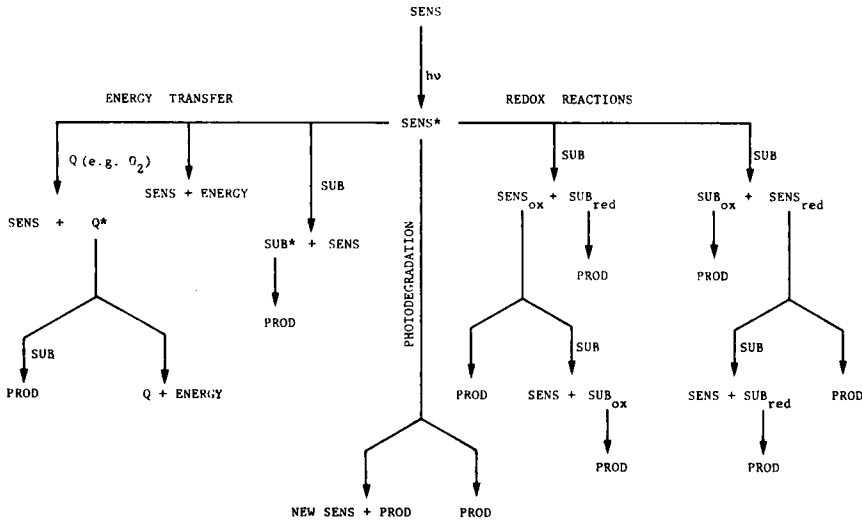 SENS
hν
ENERGY TRANSFER
REDOX REACTIONS
SENS*
Q (e.g. O2)
SENS + ENERGY
SUB
SUB
SUB
SENS + Q*
SUB* + SENS
SENSox + SUBred
SUBox + SENSred
PROD
PHOTODEGRADATION
PROD
PROD
SUB
SUB
SUB
PROD
Q + ENERGY
PROD
SENS + SUBox
SENS + SUBred
PROD
PROD
PROD
NEW SENS + PROD
PROD